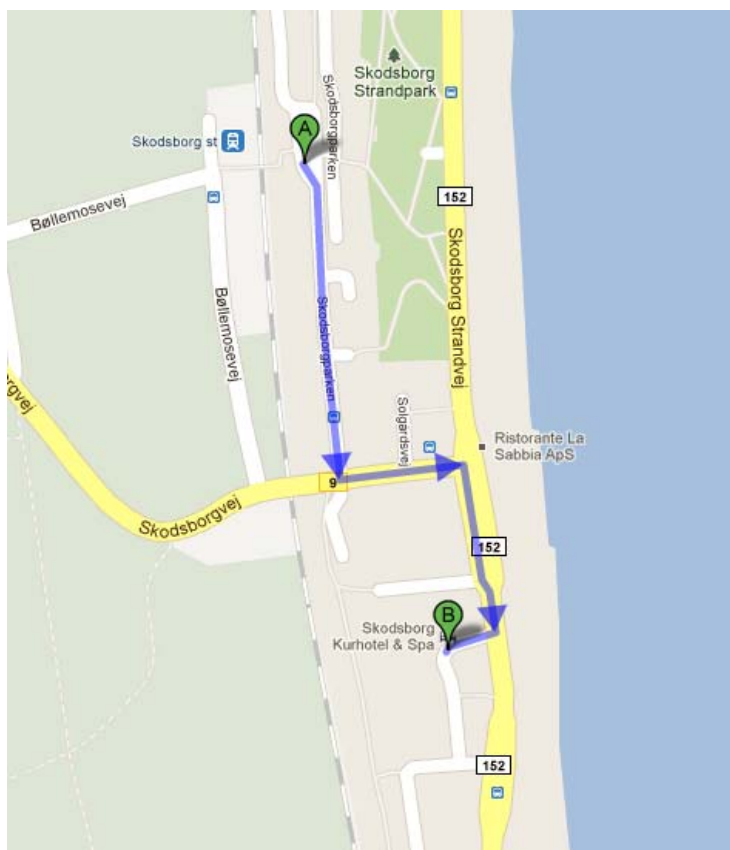 Skodsborg
Strandpark
Skodsborgparken
A
Skodsborg st
152
Bøllemosevej
Skodsborg Strandvej
Bøllemosevej
Skodsborgparken
Solgårdsvej
Ristorante La
Sabbia ApS
9
Skodsborgvej
152
B
Skodsborg
Kurhotel & Spa
152